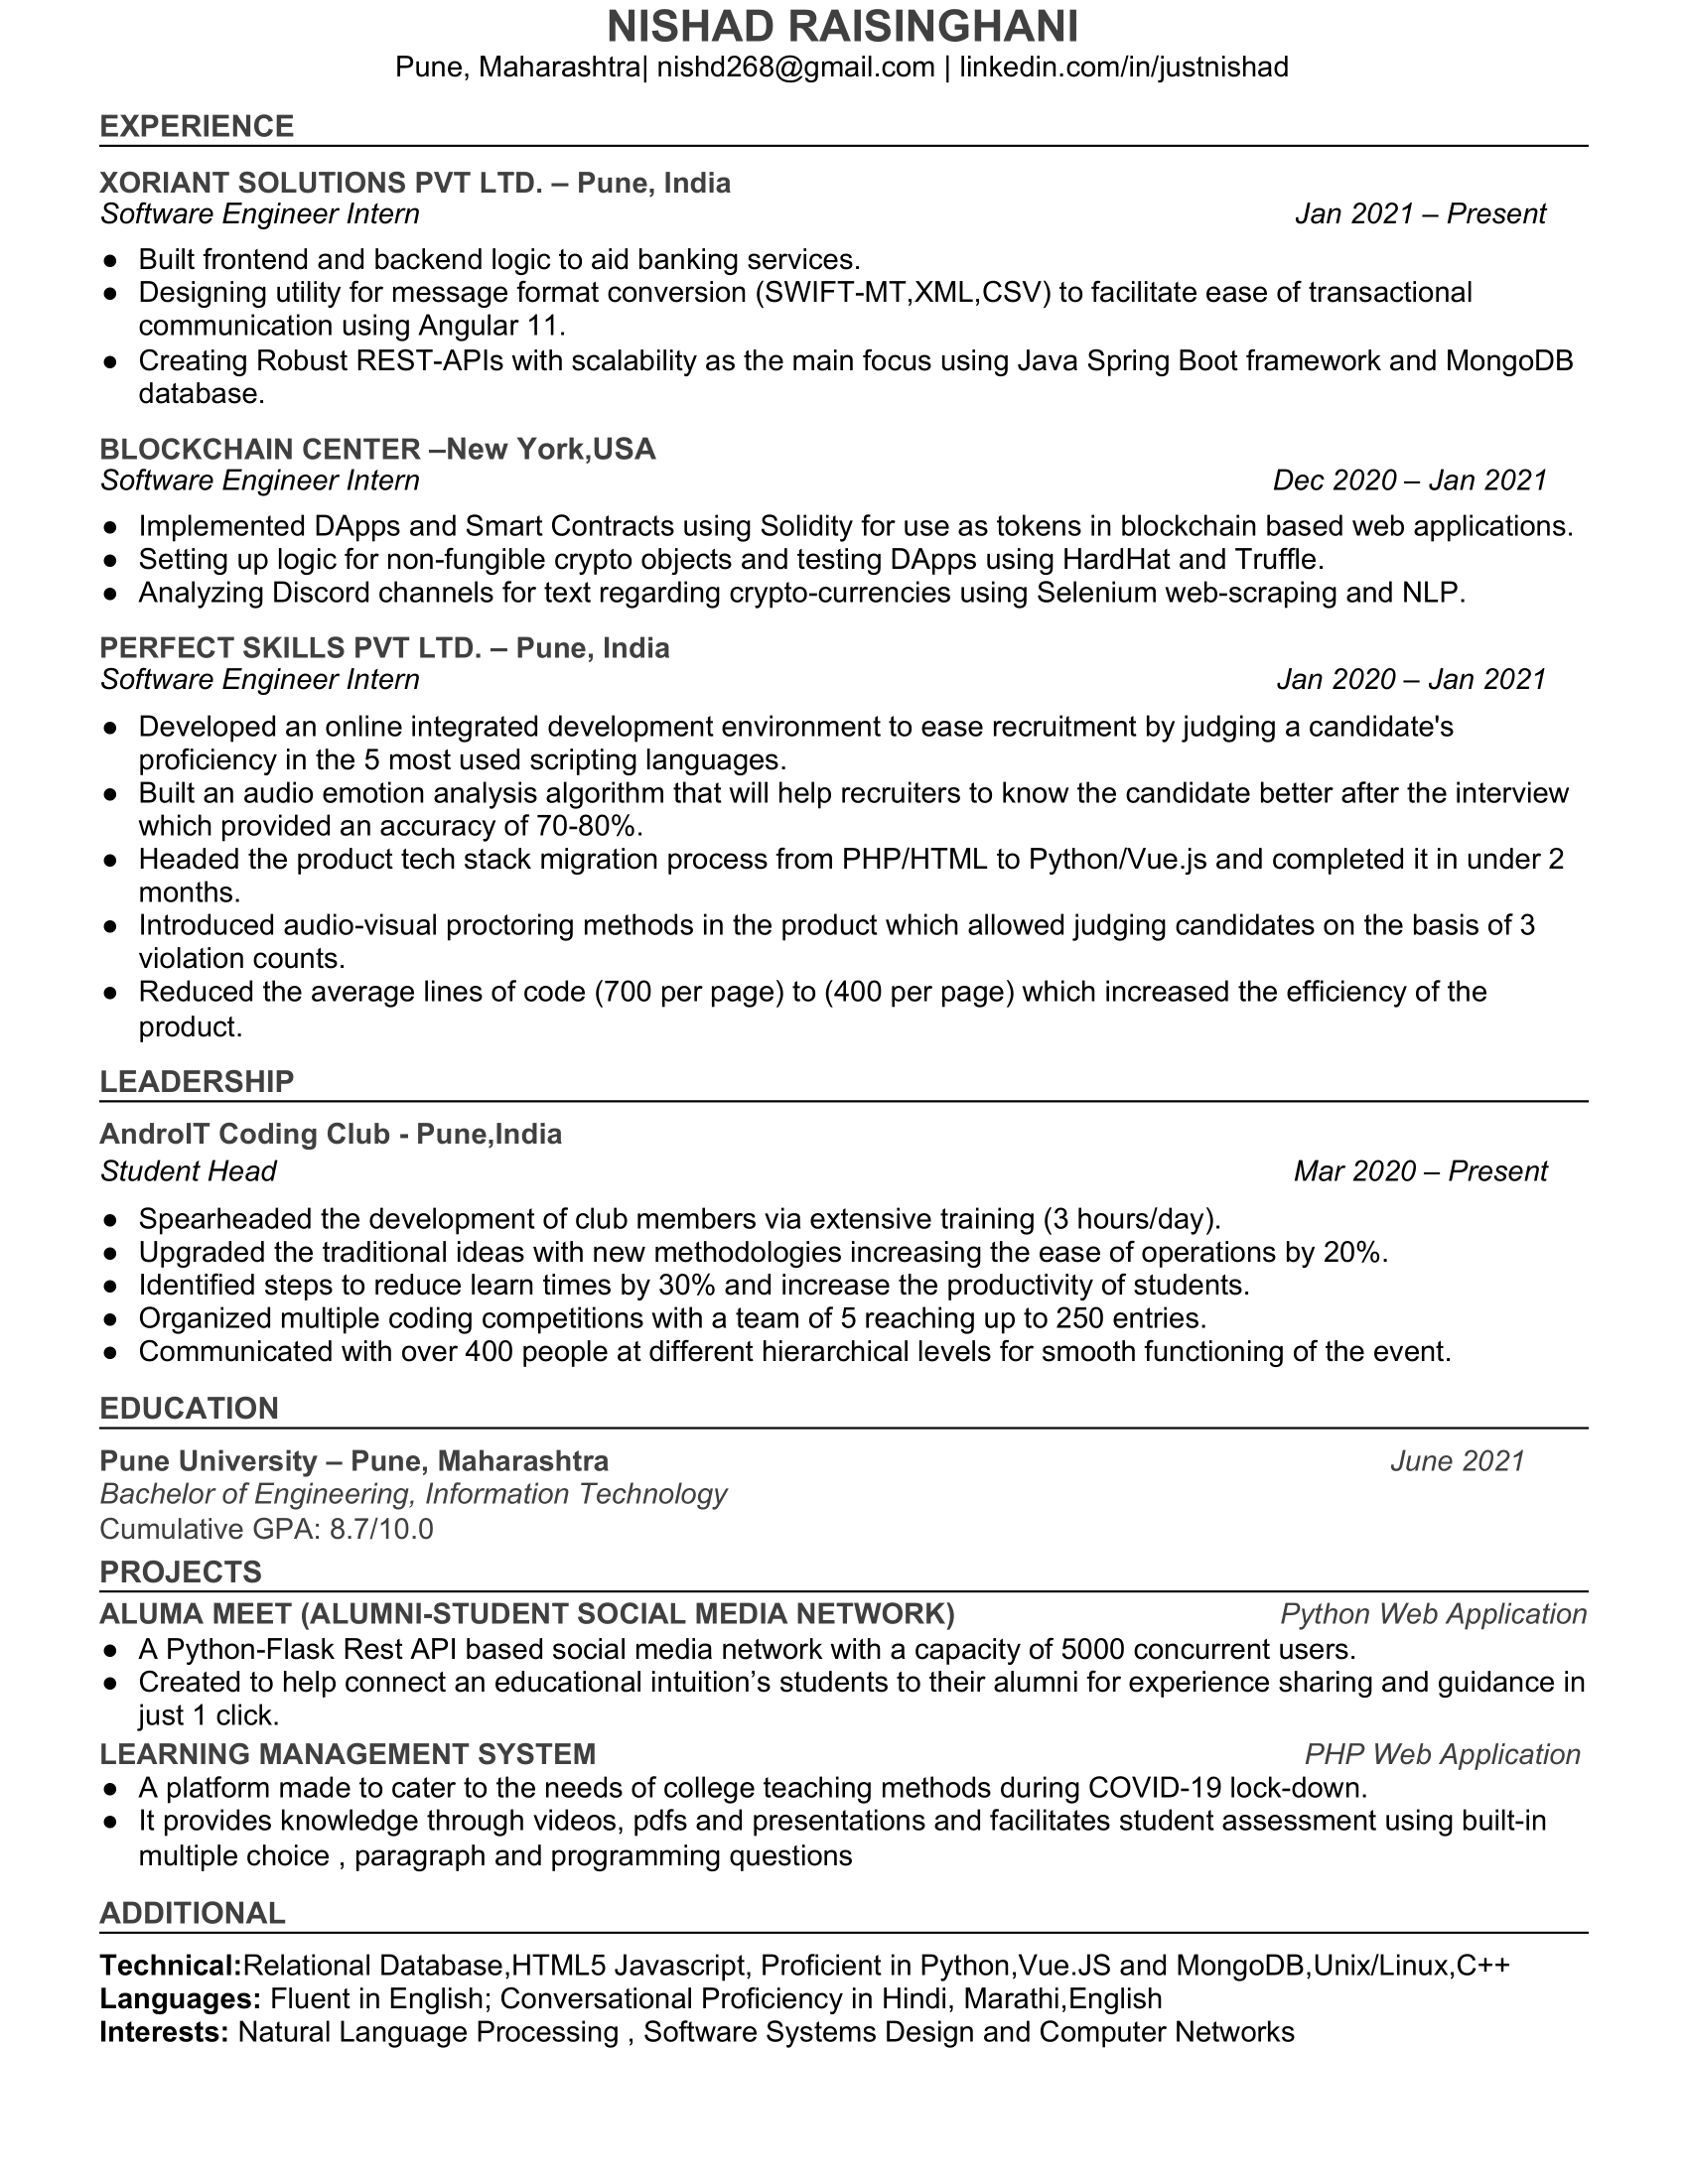 NISHAD RAISINGHANI
Pune, Maharashtra| nishd268@gmail.com | linkedin.com/in/justnishad
EXPERIENCE
XORIANT SOLUTIONS PVT LTD. – Pune, India
Software Engineer Intern Jan 2021 – Present
● Built frontend and backend logic to aid banking services.
● Designing utility for message format conversion (SWIFT-MT,XML,CSV) to facilitate ease of transactional
communication using Angular 11.
● Creating Robust REST-APIs with scalability as the main focus using Java Spring Boot framework and MongoDB
database.
BLOCKCHAIN CENTER –New York,USA
Software Engineer Intern Dec 2020 – Jan 2021
● Implemented DApps and Smart Contracts using Solidity for use as tokens in blockchain based web applications.
● Setting up logic for non-fungible crypto objects and testing DApps using HardHat and Truffle.
● Analyzing Discord channels for text regarding crypto-currencies using Selenium web-scraping and NLP.
PERFECT SKILLS PVT LTD. – Pune, India
Software Engineer Intern Jan 2020 – Jan 2021
● Developed an online integrated development environment to ease recruitment by judging a candidate's
proficiency in the 5 most used scripting languages.
● Built an audio emotion analysis algorithm that will help recruiters to know the candidate better after the interview
which provided an accuracy of 70-80%.
● Headed the product tech stack migration process from PHP/HTML to Python/Vue.js and completed it in under 2
months.
● Introduced audio-visual proctoring methods in the product which allowed judging candidates on the basis of 3
violation counts.
● Reduced the average lines of code (700 per page) to (400 per page) which increased the efficiency of the
product.
LEADERSHIP
AndroIT Coding Club - Pune,India
Student Head Mar 2020 – Present
● Spearheaded the development of club members via extensive training (3 hours/day).
● Upgraded the traditional ideas with new methodologies increasing the ease of operations by 20%.
● Identified steps to reduce learn times by 30% and increase the productivity of students.
● Organized multiple coding competitions with a team of 5 reaching up to 250 entries.
● Communicated with over 400 people at different hierarchical levels for smooth functioning of the event.
EDUCATION
Pune University – Pune, Maharashtra June 2021
Bachelor of Engineering, Information Technology
Cumulative GPA: 8.7/10.0
PROJECTS
ALUMA MEET (ALUMNI-STUDENT SOCIAL MEDIA NETWORK) Python Web Application
● A Python-Flask Rest API based social media network with a capacity of 5000 concurrent users.
● Created to help connect an educational intuition’s students to their alumni for experience sharing and guidance in
just 1 click.
LEARNING MANAGEMENT SYSTEM PHP Web Application
● A platform made to cater to the needs of college teaching methods during COVID-19 lock-down.
● It provides knowledge through videos, pdfs and presentations and facilitates student assessment using built-in
multiple choice , paragraph and programming questions
ADDITIONAL
Technical:Relational Database,HTML5 Javascript, Proficient in Python,Vue.JS and MongoDB,Unix/Linux,C++
Languages: Fluent in English; Conversational Proficiency in Hindi, Marathi,English
Interests: Natural Language Processing , Software Systems Design and Computer Networks